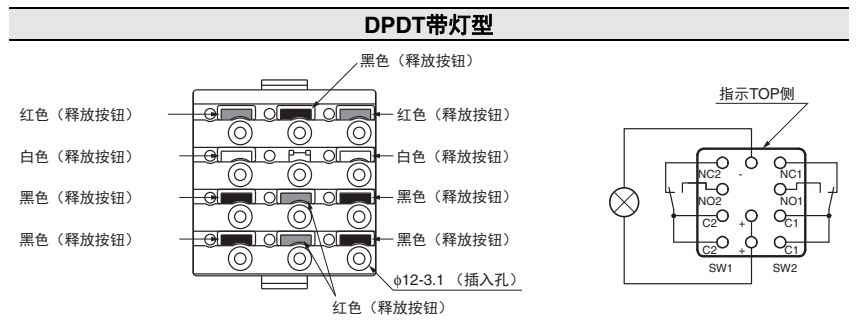 DPDT带灯型
黑色（释放按钮）
红色（释放按钮）
红色（释放按钮）
白色（释放按钮）
白色（释放按钮）
黑色（释放按钮）
黑色（释放按钮）
黑色（释放按钮）
黑色（释放按钮）
φ12-3.1 （插入孔）
红色（释放按钮）
指示TOP侧
NC2
-
NC1
NO2
NO1
C2
+
C1
C2
+
C1
SW1
SW2